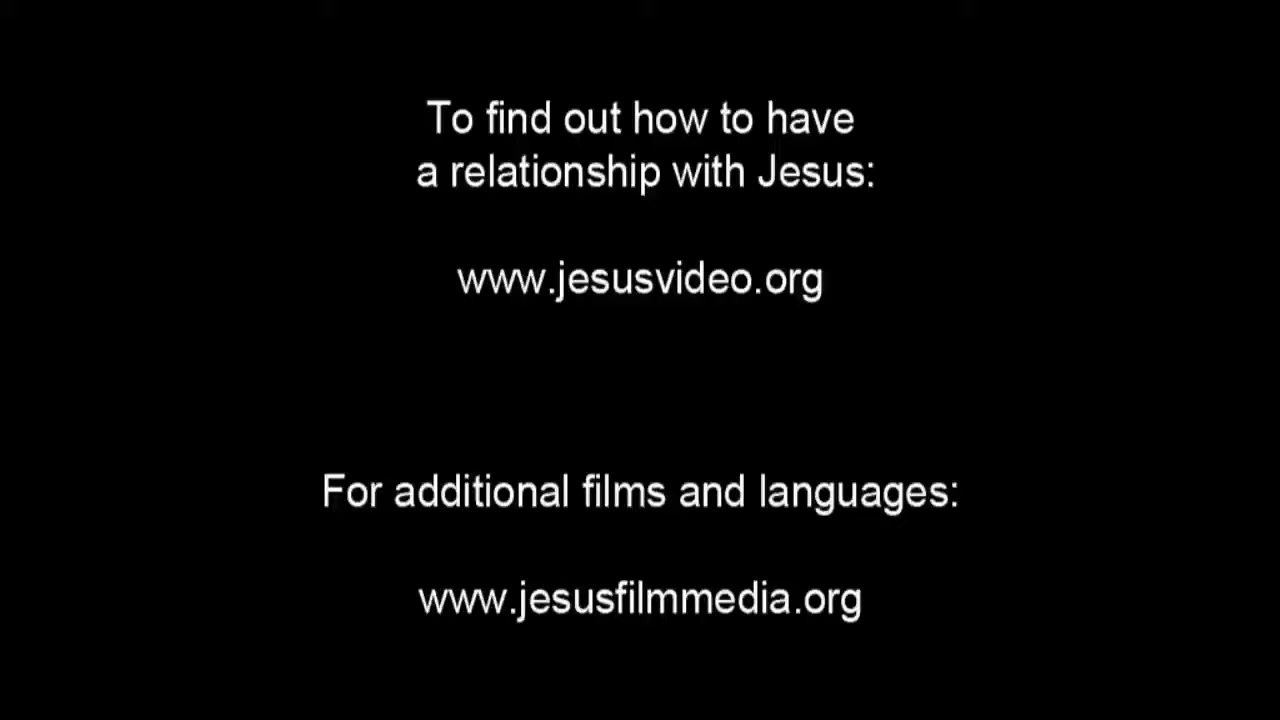 To find out how to have
a relationship with Jesus:
www.jesusvideo.org
For additional films and languages:
www.jesusfilmmedia.org